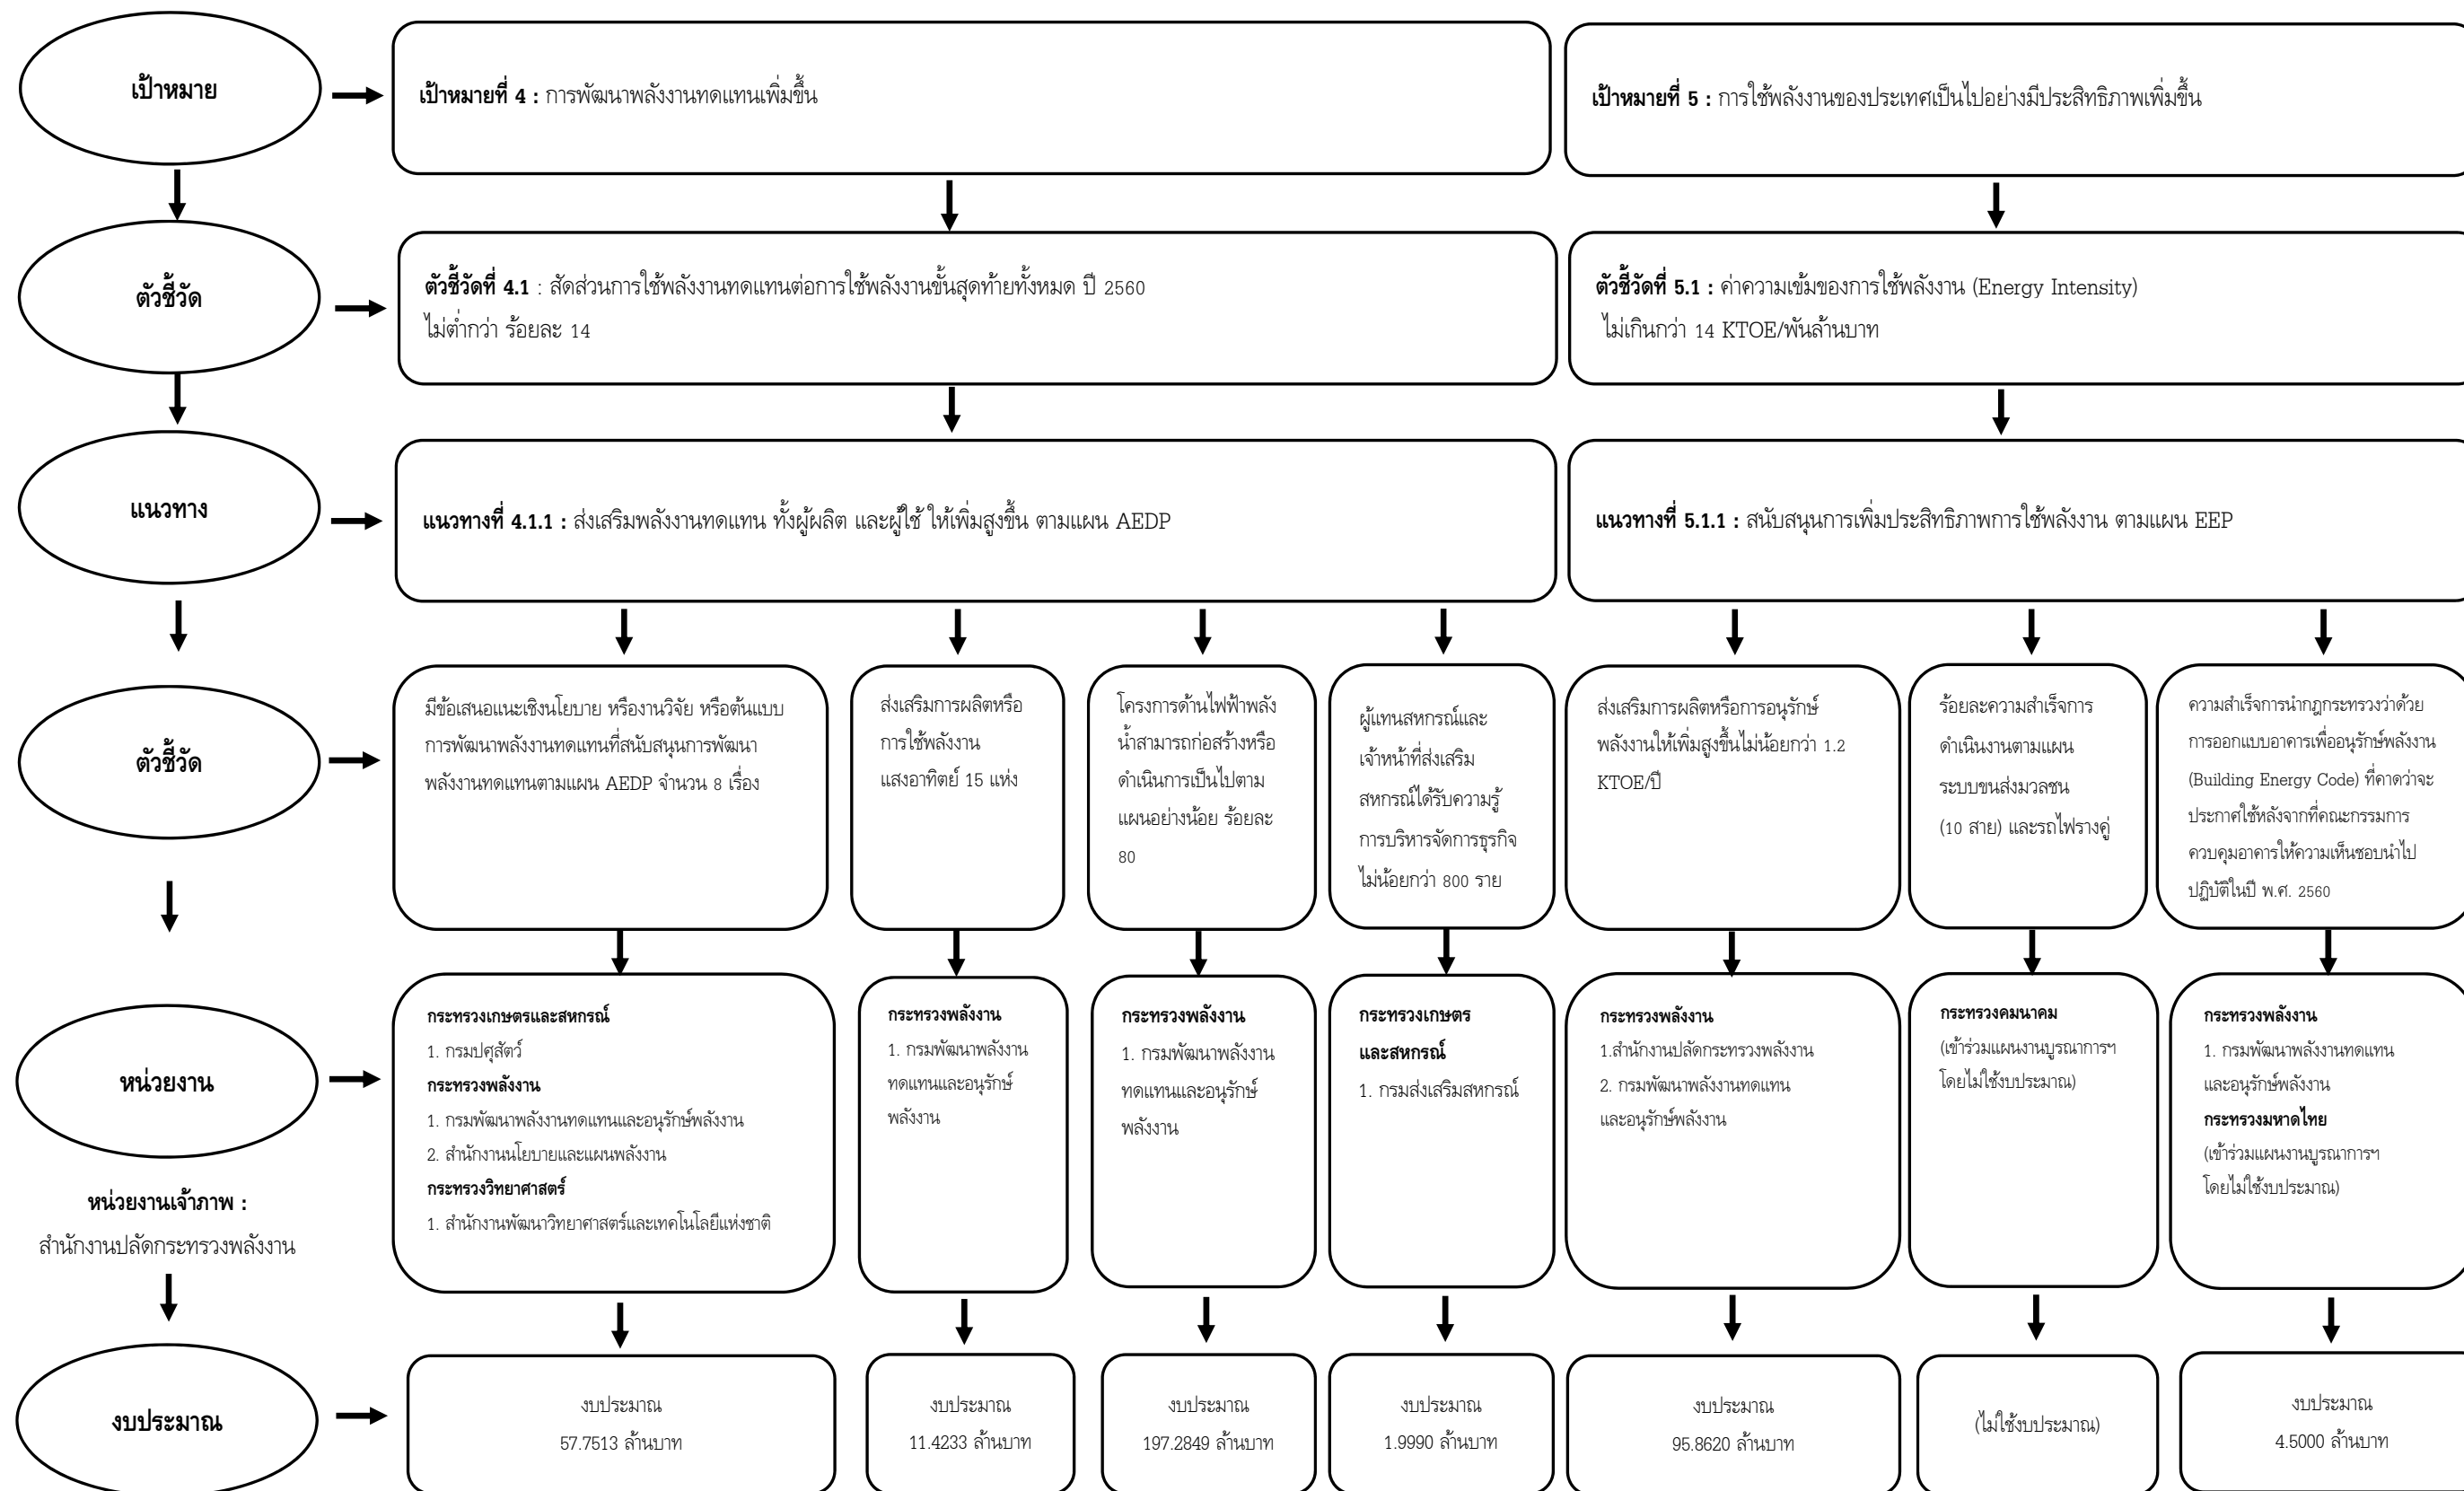 เป้าหมาย
เป้าหมายที่ 4 : การพัฒนาพลังงานทดแทนเพิ่มขึ้น
เป้าหมายที่ 5 : การใช้พลังงานของประเทศเป็นไปอย่างมีประสิทธิภาพเพิ่มขึ้น
ตัวชี้วัด
ตัวชี้วัดที่ 4.1 : สัดส่วนการใช้พลังงานทดแทนต่อการใช้พลังงานขั้นสุดท้ายทั้งหมด ปี 2560
ไม่ต่ำกว่า ร้อยละ 14
ตัวชี้วัดที่ 5.1 : ค่าความเข้มของการใช้พลังงาน (Energy Intensity)
ไม่เกินกว่า 14 KTOE/พันล้านบาท
แนวทาง
แนวทางที่ 4.1.1 : ส่งเสริมพลังงานทดแทน ทั้งผู้ผลิต และผู้ใช้ ให้เพิ่มสูงขึ้น ตามแผน AEDP
แนวทางที่ 5.1.1 : สนับสนุนการเพิ่มประสิทธิภาพการใช้พลังงาน ตามแผน EEP
ตัวชี้วัด
มีข้อเสนอแนะเชิงนโยบาย หรืองานวิจัย หรือต้นแบบ
การพัฒนาพลังงานทดแทนที่สนับสนุนการพัฒนา
พลังงานทดแทนตามแผน AEDP จำนวน 8 เรื่อง
ส่งเสริมการผลิตหรือ
การใช้พลังงาน
แสงอาทิตย์ 15 แห่ง
โครงการด้านไฟฟ้าพลัง
น้ำสามารถก่อสร้างหรือ
ดำเนินการเป็นไปตาม
แผนอย่างน้อย ร้อยละ
80
ผู้แทนสหกรณ์และ
เจ้าหน้าที่ส่งเสริม
สหกรณ์ได้รับความรู้
การบริหารจัดการธุรกิจ
ไม่น้อยกว่า 800 ราย
ส่งเสริมการผลิตหรือการอนุรักษ์
พลังงานให้เพิ่มสูงขึ้นไม่น้อยกว่า 1.2
KTOE/ปี
ร้อยละความสำเร็จการ
ดำเนินงานตามแผน
ระบบขนส่งมวลชน
(10 สาย) และรถไฟรางคู่
ความสำเร็จการนำกฎกระทรวงว่าด้วย
การออกแบบอาคารเพื่ออนุรักษ์พลังงาน
(Building Energy Code) ที่คาดว่าจะ
ประกาศใช้หลังจากที่คณะกรรมการ
ควบคุมอาคารให้ความเห็นชอบนำไป
ปฏิบัติในปี พ.ศ. 2560
หน่วยงาน
หน่วยงานเจ้าภาพ :
สำนักงานปลัดกระทรวงพลังงาน
กระทรวงเกษตรและสหกรณ์
1. กรมปศุสัตว์
กระทรวงพลังงาน
1. กรมพัฒนาพลังงานทดแทนและอนุรักษ์พลังงาน
2. สำนักงานนโยบายและแผนพลังงาน
กระทรวงวิทยาศาสตร์
1. สำนักงานพัฒนาวิทยาศาสตร์และเทคโนโลยีแห่งชาติ
กระทรวงพลังงาน
1. กรมพัฒนาพลังงาน
ทดแทนและอนุรักษ์
พลังงาน
กระทรวงพลังงาน
1. กรมพัฒนาพลังงาน
ทดแทนและอนุรักษ์
พลังงาน
กระทรวงเกษตร
และสหกรณ์
1. กรมส่งเสริมสหกรณ์
กระทรวงพลังงาน
1.สำนักงานปลัดกระทรวงพลังงาน
2. กรมพัฒนาพลังงานทดแทน
และอนุรักษ์พลังงาน
กระทรวงคมนาคม
(เข้าร่วมแผนงานบูรณาการฯ
โดยไม่ใช้งบประมาณ)
กระทรวงพลังงาน
1. กรมพัฒนาพลังงานทดแทน
และอนุรักษ์พลังงาน
กระทรวงมหาดไทย
(เข้าร่วมแผนงานบูรณาการฯ
โดยไม่ใช้งบประมาณ)
งบประมาณ
งบประมาณ
57.7513 ล้านบาท
งบประมาณ
11.4233 ล้านบาท
งบประมาณ
197.2849 ล้านบาท
งบประมาณ
1.9990 ล้านบาท
งบประมาณ
95.8620 ล้านบาท
(ไม่ใช้งบประมาณ)
งบประมาณ
4.5000 ล้านบาท